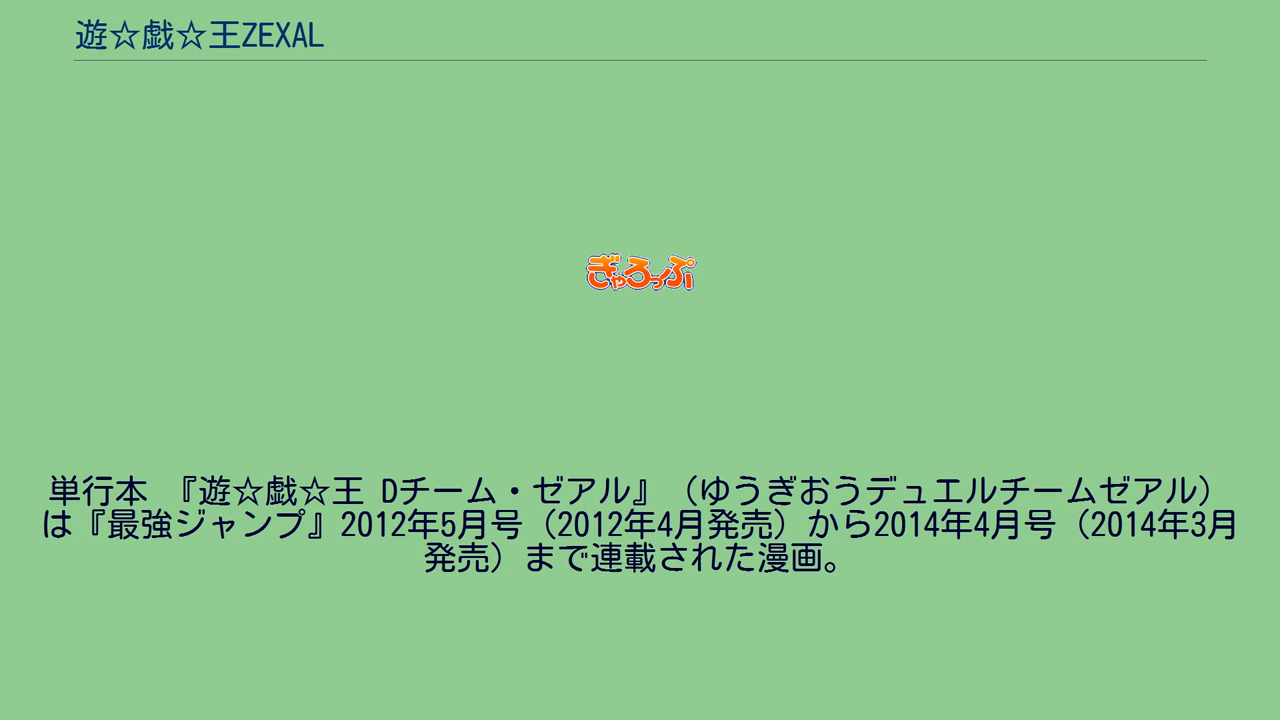 遊☆戯☆王ZEXAL
ぎゃろっぷ
単行本 『遊☆戯☆王 Dチーム・ゼアル』（ゆうぎおうデュエルチームゼアル）
は『最強ジャンプ』2012年5月号（2012年4月発売）から2014年4月号（2014年3月
発売）まで連載された漫画。